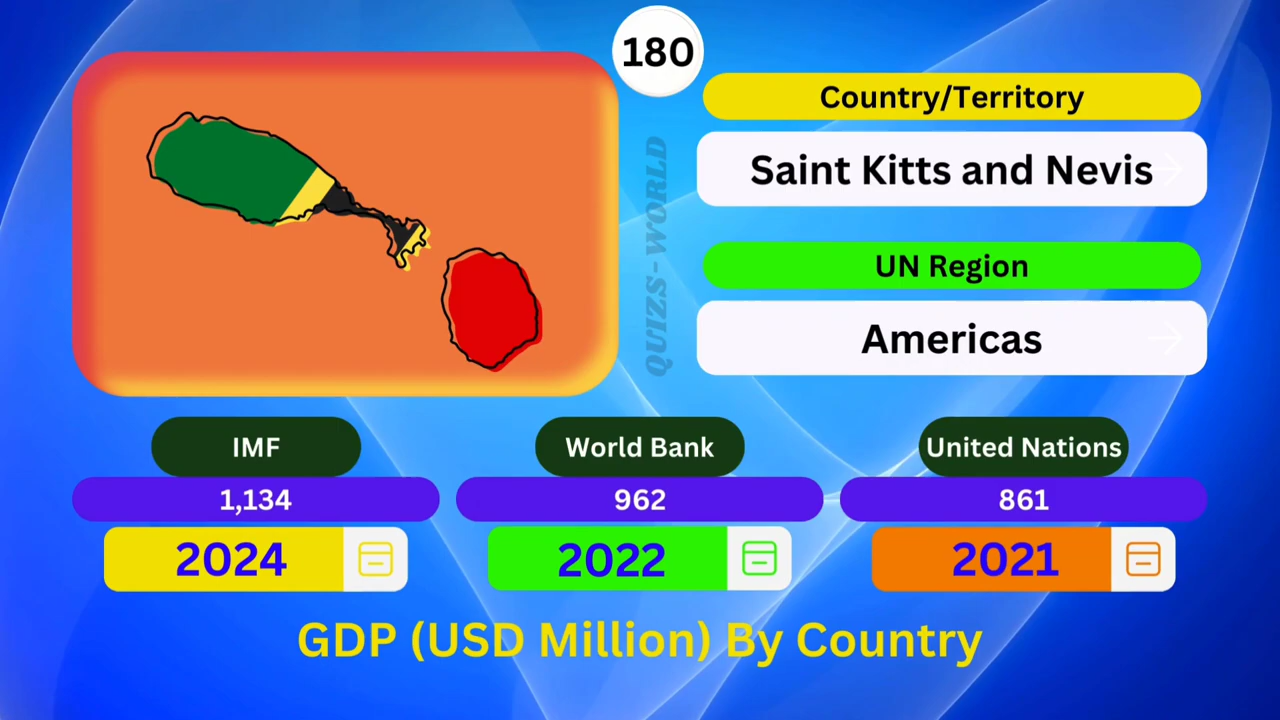 180
Country/Territory
Saint Kitts and Nevis
QUIZS-WORLD
UN Region
Americas
IMF
World Bank
United Nations
1,134
962
861
2024
2022
2021
GDP (USD Million) By Country